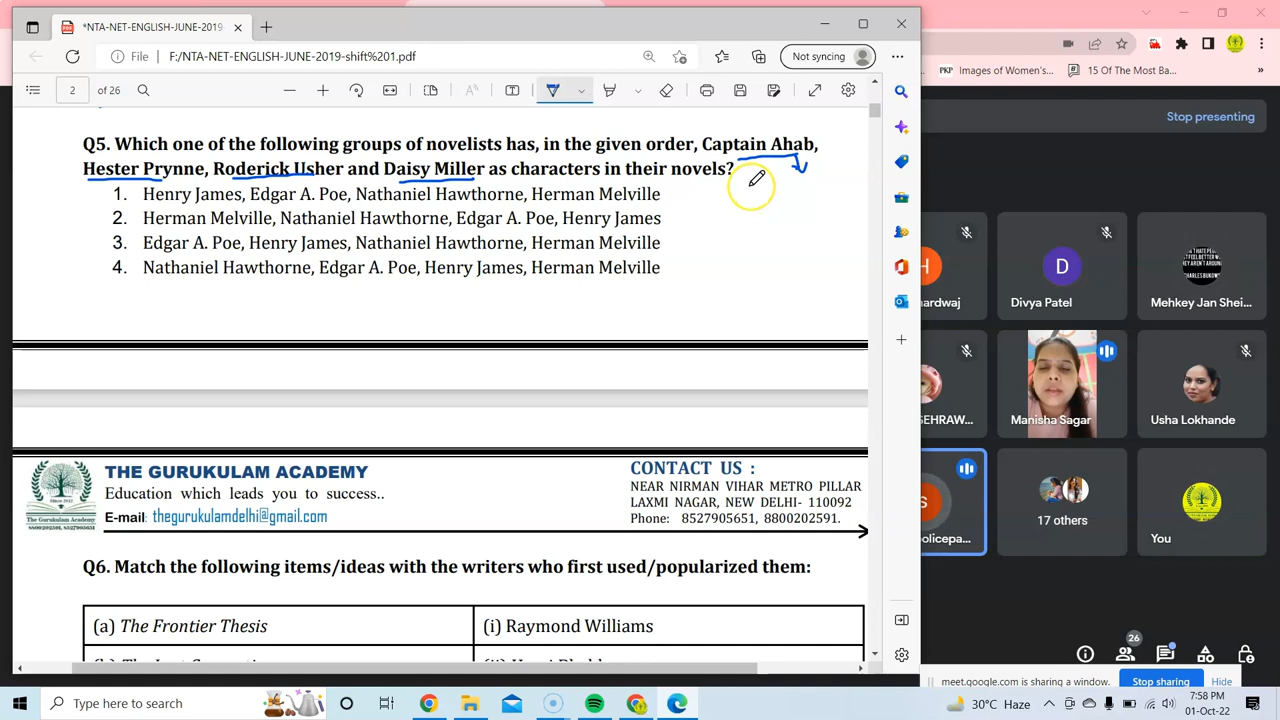 *NTA-NET-ENGLISH-JUNE-2019-
File
F:/NTA-NET-ENGLISH-JUNE-2019-shift%201.pdf
Not syncing
2 of 26
Q5. Which one of the following groups of novelists has, in the given order, Captain Ahab,
Hester Prynne, Roderick Usher and Daisy Miller as characters in their novels?
1. Henry James, Edgar A. Poe, Nathaniel Hawthorne, Herman Melville
2. Herman Melville, Nathaniel Hawthorne, Edgar A. Poe, Henry James
3. Edgar A. Poe, Henry James, Nathaniel Hawthorne, Herman Melville
4. Nathaniel Hawthorne, Edgar A. Poe, Henry James, Herman Melville
The Gurukulam Academy
THE GURUKULAM ACADEMY
Education which leads you to success..
E-mail: thegurukulamdelhi@gmail.com
CONTACT US :
NEAR NIRMAN VIHAR METRO PILLAR
LAXMI NAGAR, NEW DELHI- 110092
Phone: 8527905651, 8800202591.
Q6. Match the following items/ideas with the writers who first used/popularized them:
(a) The Frontier Thesis
(i) Raymond Williams
PKP Images of Women's...
15 Of The Most Ba...
Stop presenting
H
ardwaj
D
Divya Patel
Mehkey Jan Shei...
SEHRAW...
Manisha Sagar
Usha Lokhande
S
olicepa...
17 others
You
26
meet.google.com is sharing a window.
Stop sharing
Hide
Type here to search
30°C Haze
7:58 PM
01-Oct-22